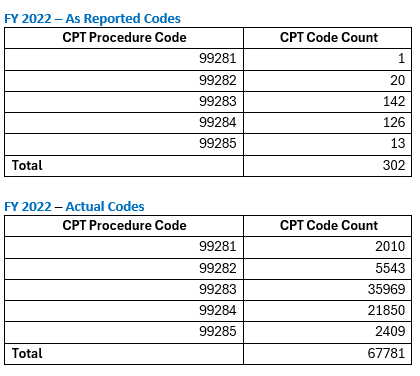 FY 2022 – As Reported Codes
CPT Procedure Code CPT Code Count
99281 1
99282 20
99283 142
99284 126
99285 13
Total 302
FY 2022 – Actual Codes
CPT Procedure Code CPT Code Count
99281 2010
99282 5543
99283 35969
99284 21850
99285 2409
Total 67781